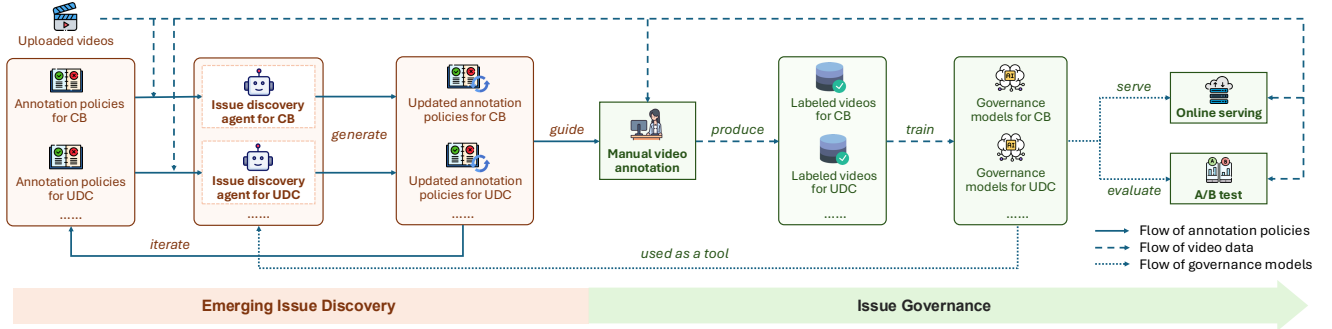 Uploaded videos
Annotation policies
for CB
Annotation policies
for UDC
......
Issue discovery
agent for CB
Issue discovery
agent for UDC
......
generate
Updated annotation
policies for CB
Updated annotation
policies for UDC
......
iterate
guide
Manual video
annotation
produce
Labeled videos
for CB
Labeled videos
for UDC
......
train
AI
Governance
models for CB
AI
Governance
models for UDC
......
used as a tool
serve
Online serving
evaluate
A B
A/B test
Flow of annotation policies
Flow of video data
Flow of governance models
Emerging Issue Discovery
Issue Governance